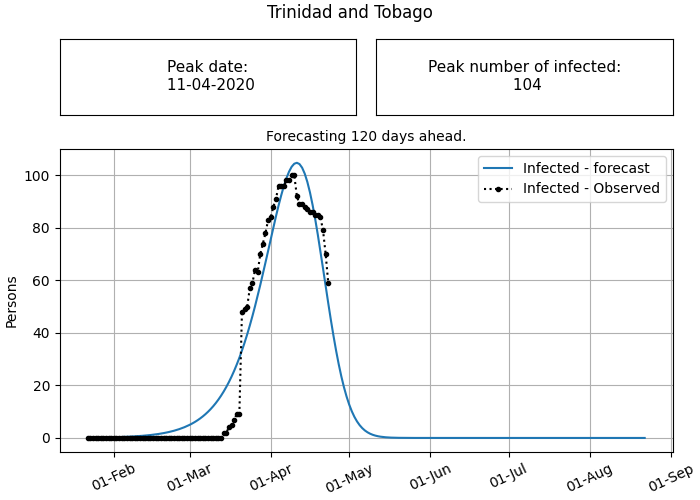 Trinidad and Tobago
Peak date:
11-04-2020
Peak number of infected:
104
Forecasting 120 days ahead.
Infected - forecast
Infected - Observed
Persons
100
80
60
40
20
0
01-Feb
01-Mar
01-Apr
01-May
01-Jun
01-Jul
01-Aug
01-Sep